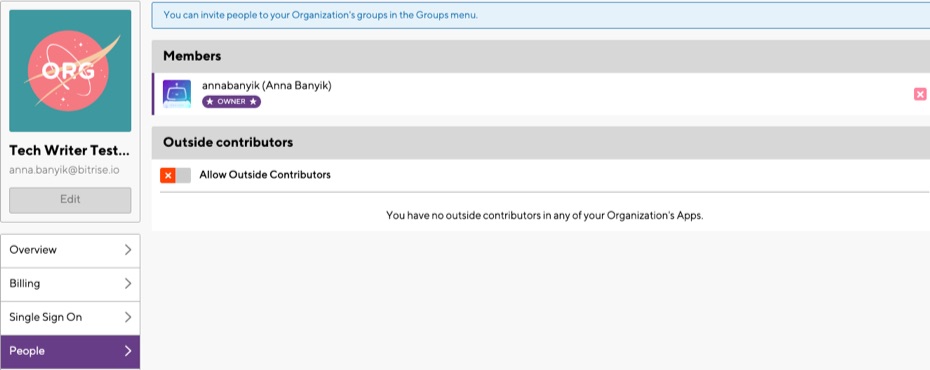 ORG
Tech Writer Test...
anna.banyik@bitrise.io
Edit
Overview
Billing
Single Sign On
People
You can invite people to your Organization's groups in the Groups menu.
Members
annabanyik (Anna Banyik)
★ OWNER ★
Outside contributors
Allow Outside Contributors
You have no outside contributors in any of your Organization's Apps.